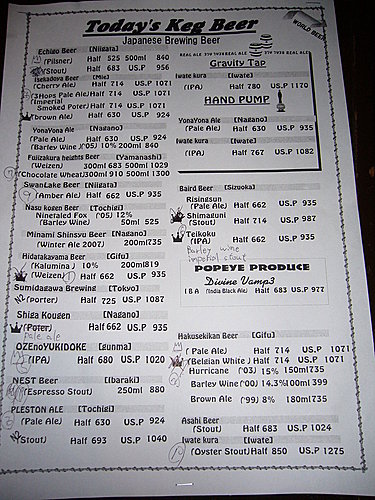 Today's Keg Beer
Japanese Brewing Beer
WORLD BEER
Echigo Beer [Niigata]
(Pilsner) Half 525 500ml 840
(Stout) Half 683 US.P 956
Isekadoya Beer [Mie]
(Cherry Ale) Half 714 US.P 1071
(3Hops Pale Ale) Half 714 US.P 1071
(Imperial
Smoked Poter) Half 714 US.P 1071
(Brown Ale) Half 630 US.P 924
YonaYona Ale [Nagano]
(Pale Ale) Half 630 US.P 924
(Barley Wine)('05) 10% 200ml 840
Fujizakura heights Beer [Yamanashi]
(Weizen) 300ml 683 500ml 1029
(Chocolate Wheat) 300ml 910 500ml 1300
SwanLake Beer [Niigata]
(Amber Ale) Half 662 US.P 935
Nasu kogen Beer [Tochigi]
Ninetaled Fox ('05) 12%
(Barley Wine) 50ml 525
Minami Shinsyu Beer [Nagano]
(Winter Ale 2007) 200ml 735
Hidatakayama Beer [Gifu]
(Kalumina) 10% 200ml 819
(Weizen) Half 662 US.P 935
Sumidagawa Brewing [Tokyo]
(porter) Half 725 US.P 1087
Shiga Kougen [Nagano]
(Poter) Half 662 US.P 935
Pale ale
OZEnoYUKIDOKE [gunma]
(IPA) Half 680 US.P 1020
NEST Beer [Ibaraki]
(Espresso Stout) 250ml 880
PLESTON ALE [Tochigi]
(Pale Ale) Half 630 US.P 924
(Stout) Half 693 US.P 1040
REAL ALE
Gravity Tap
Iwate kura [Iwate]
(IPA) Half 780 US.P 1170
HAND PUMP
YonaYona Ale [Nagano]
(Pale Ale) Half 630 US.P 935
Iwate kura [Iwate]
(IPA) Half 767 US.P 1082
Baird Beer [Sizuoka]
Risingsun
(Pale Ale) Half 662 US.P 935
Shimaguni
(Stout) Half 714 US.P 987
Teikoku
(IPA) Half 662 US.P 935
Barley wine
imperial stout
POPEYE PRODUCE
Divine Vamp3
IBA (India Black Ale) Half 683 US.P 977
Hakusekikan Beer [Gifu]
(Pale Ale) Half 714 US.P 1071
(Belgian White) Half 714 US.P 1071
Hurricane ('03) 15% 150ml 735
Barley Wine ('00) 14.3% 100ml 399
Brown Ale ('99) 8% 180ml 735
Asahi Beer
(Stout) Half 683 US.P 1024
Iwate kura [Iwate]
(Oyster Stout) Half 850 US.P 1275